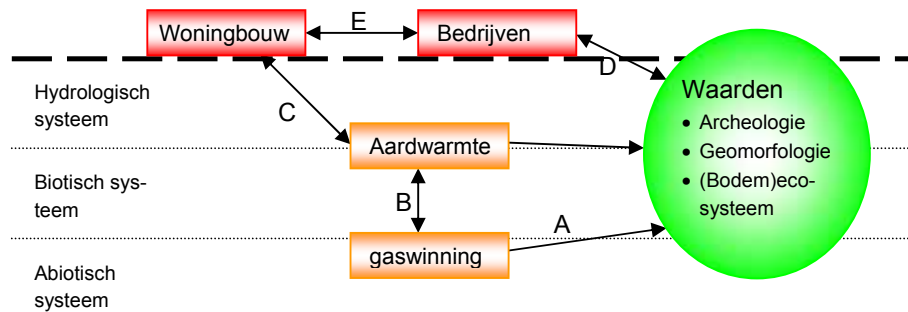 E
Woningbouw
Bedrijven
D
Hydrologisch
systeem
C
Waarden
• Archeologie
• Geomorfologie
• (Bodem)eco-
systeem
Aardwarmte
Biotisch sys-
teem
B
A
gaswinning
Abiotisch
systeem